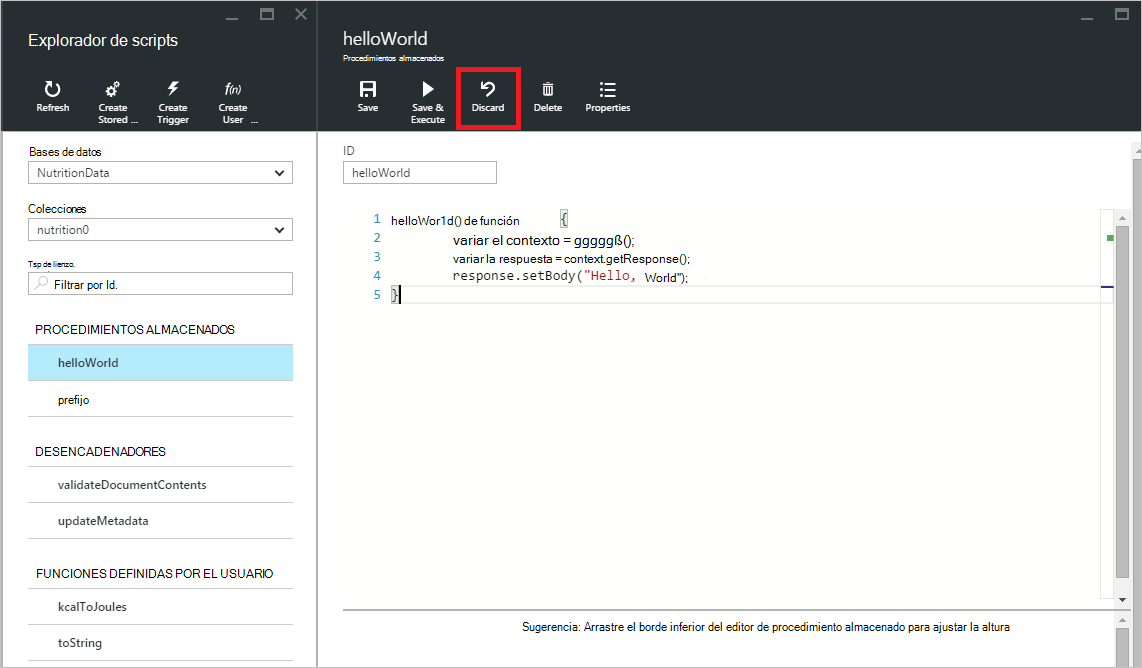 Explorador de scripts
Refresh
Create Stored ...
Create Trigger
f(n)
Create User ...
Bases de datos
NutritionData
Colecciones
nutrition0
Tsp de lienzo.
Filtrar por Id.
PROCEDIMIENTOS ALMACENADOS
helloWorld
prefijo
DESENCADENADORES
validateDocumentContents
updateMetadata
FUNCIONES DEFINIDAS POR EL USUARIO
kcalToJoules
toString
helloWorld
Procedimientos almacenados
Save
Save & Execute
Discard
Delete
Properties
ID
helloWorld
1 helloWor1d() de función {
2 variar el contexto = gggggß();
3 variar la respuesta = context.getResponse();
4 response.setBody("Hello, World");
5 }
Sugerencia: Arrastre el borde inferior del editor de procedimiento almacenado para ajustar la altura